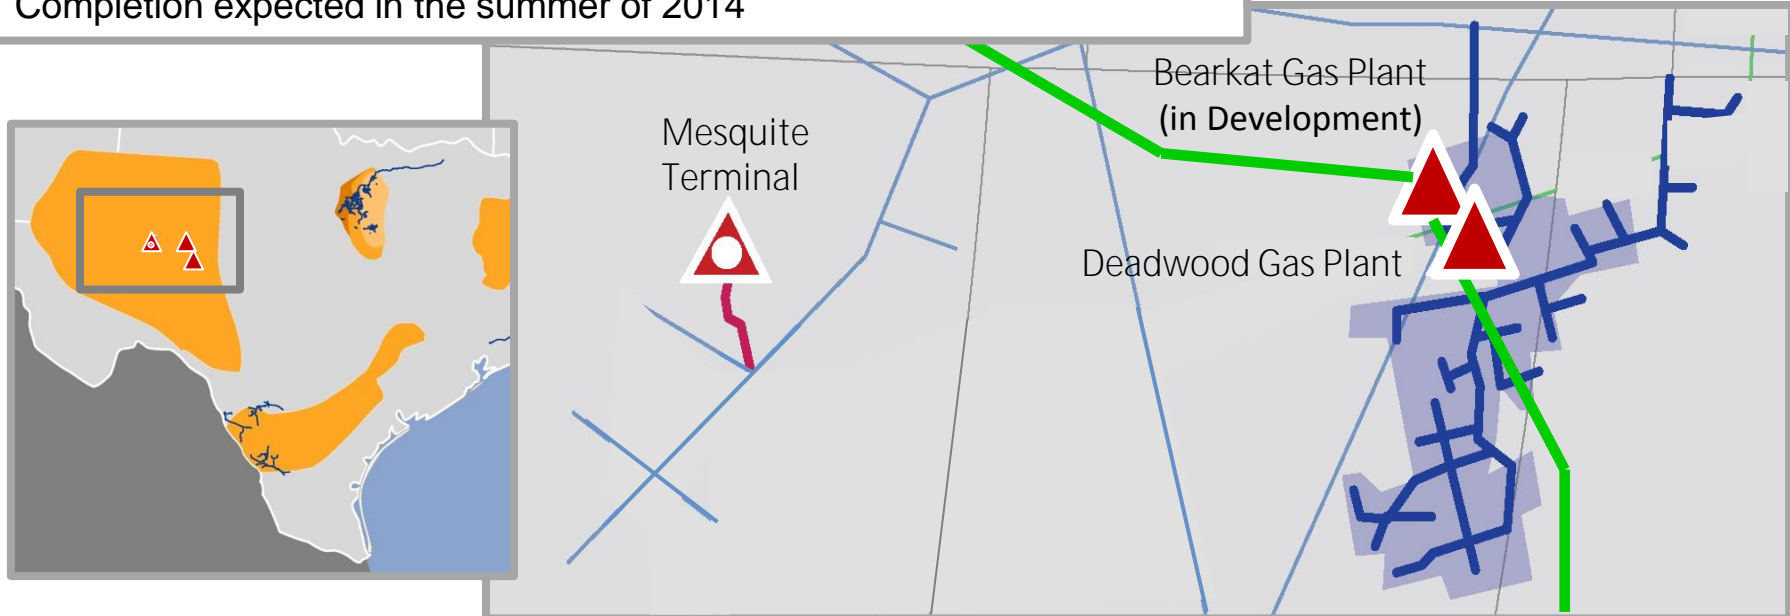 Completion expected in the summer of 2014
Bearkat Gas Plant
(in Development)
Mesquite
Terminal
Deadwood Gas Plant